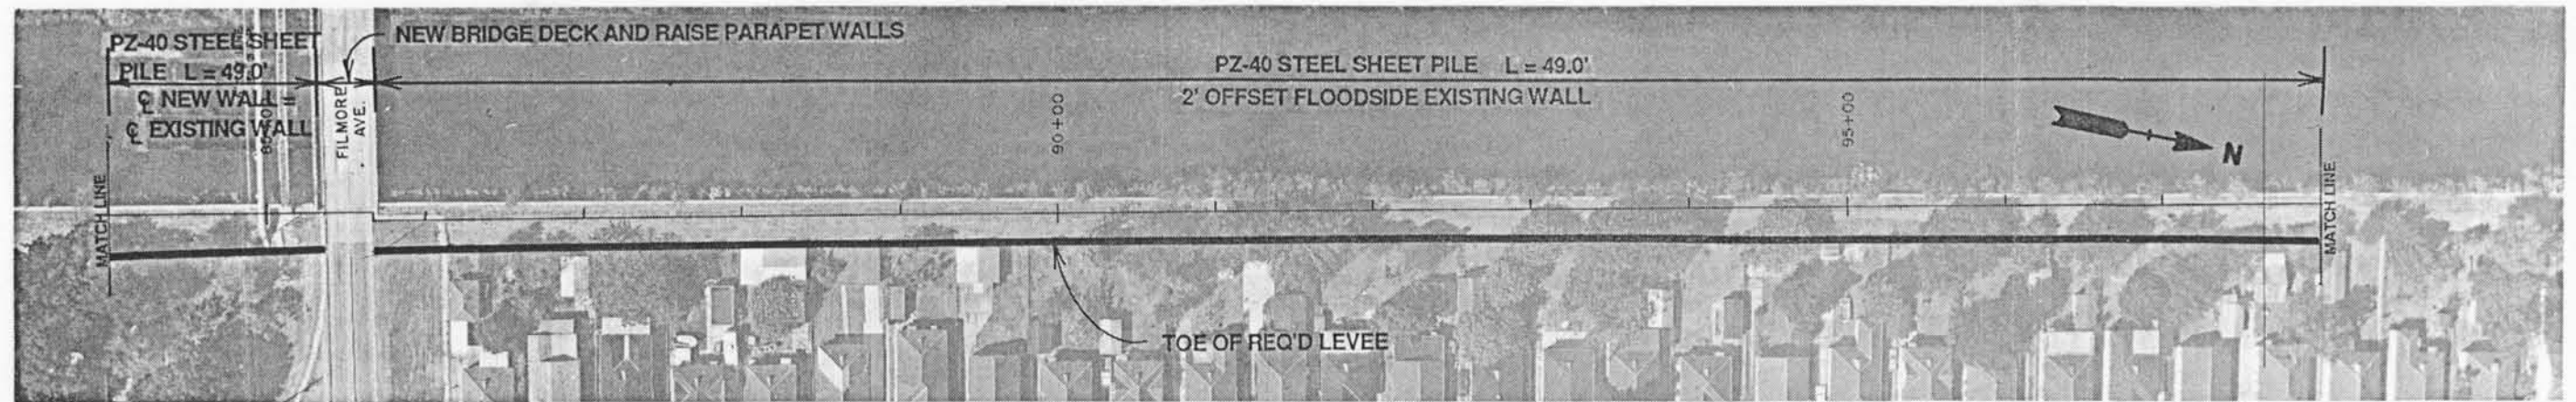 PZ-40 STEEL SHEET
PILE L = 49.0'
℄ NEW WALL =
℄ EXISTING WALL
85+00
MATCH LINE
FILMORE
AVE.
NEW BRIDGE DECK AND RAISE PARAPET WALLS
PZ-40 STEEL SHEET PILE L = 49.0'
2' OFFSET FLOODSIDE EXISTING WALL
90+00
95+00
N
MATCH LINE
TOE OF REQ'D LEVEE